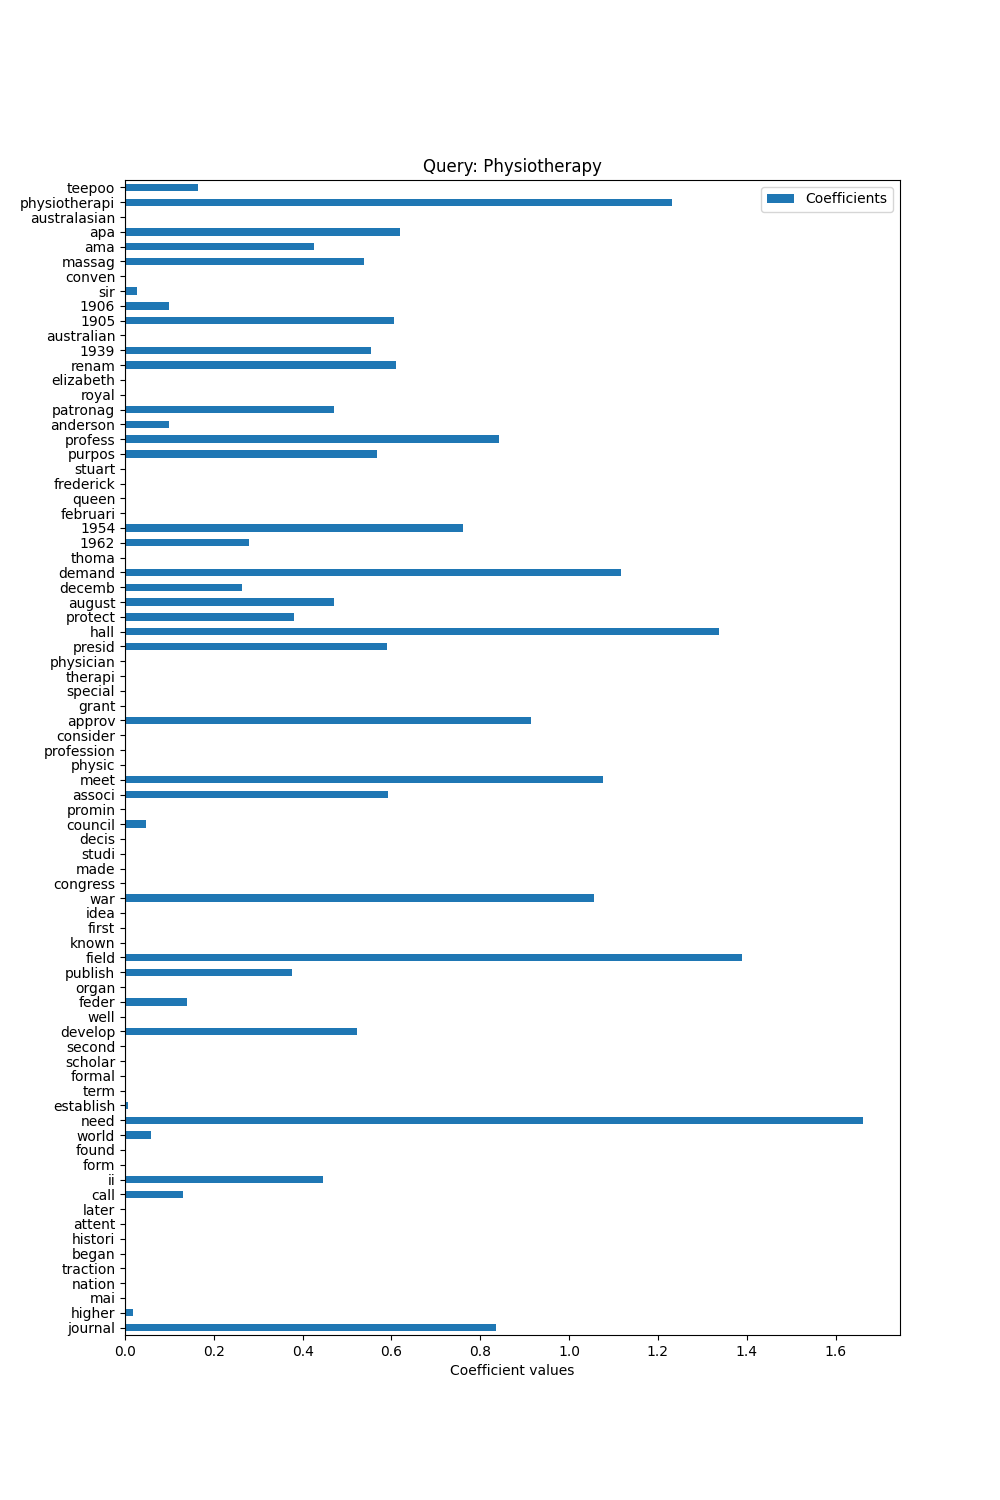 Query: Physiotherapy
Coefficients
teepoo
physiotherapi
australasian
apa
ama
massag
conven
sir
1906
1905
australian
1939
renam
elizabeth
royal
patronag
anderson
profess
purpos
stuart
frederick
queen
februari
1954
1962
thoma
demand
decemb
august
protect
hall
presid
physician
therapi
special
grant
approv
consider
profession
physic
meet
associ
promin
council
decis
studi
made
congress
war
idea
first
known
field
publish
organ
feder
well
develop
second
scholar
formal
term
establish
need
world
found
form
ii
call
later
attent
histori
began
traction
nation
mai
higher
journal
0.0 0.2 0.4 0.6 0.8 1.0 1.2 1.4 1.6
Coefficient values